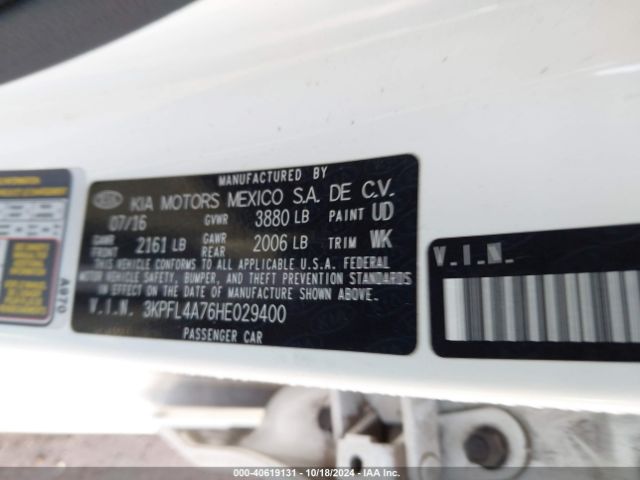 MANUFACTURED BY
KIA MOTORS MEXICO S.A. DE C.V.
07/16 GVWR 3880 LB PAINT UD
GAWR FRONT 2161 LB GAWR REAR 2006 LB TRIM WK
THIS VEHICLE CONFORMS TO ALL APPLICABLE U.S.A. FEDERAL
MOTOR VEHICLE SAFETY, BUMPER, AND THEFT PREVENTION STANDARDS
IN EFFECT ON THE DATE OF MANUFACTURE SHOWN ABOVE.
V.I.N. 3KPFL4A76HE029400
PASSENGER CAR
A970
V.I.N.
000-40619131 - 10/18/2024 - IAA Inc.